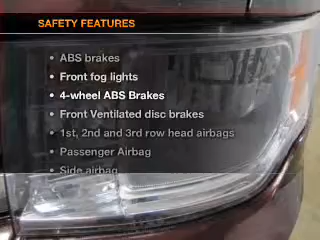 SAFETY FEATURES
• ABS brakes
• Front fog lights
• 4-wheel ABS Brakes
• Front Ventilated disc brakes
• 1st, 2nd and 3rd row head airbags
• Passenger Airbag
• Side airbag